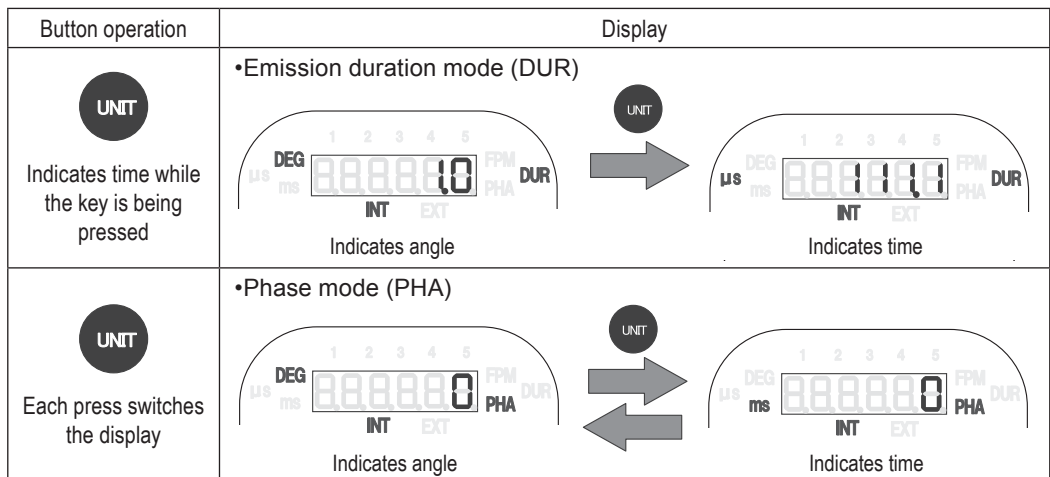 Button operation
Display
UNIT
Indicates time while
the key is being
pressed
•Emission duration mode (DUR)
1 2 3 4 5
DEG FPM
µs ms 1.0 PHA DUR
INT EXT
Indicates angle
UNIT
1 2 3 4 5
DEG FPM
µs ms 111.1 PHA DUR
INT EXT
Indicates time
UNIT
Each press switches
the display
•Phase mode (PHA)
1 2 3 4 5
DEG FPM
µs ms 0 PHA DUR
INT EXT
Indicates angle
UNIT
1 2 3 4 5
DEG FPM
µs ms 0 PHA DUR
INT EXT
Indicates time